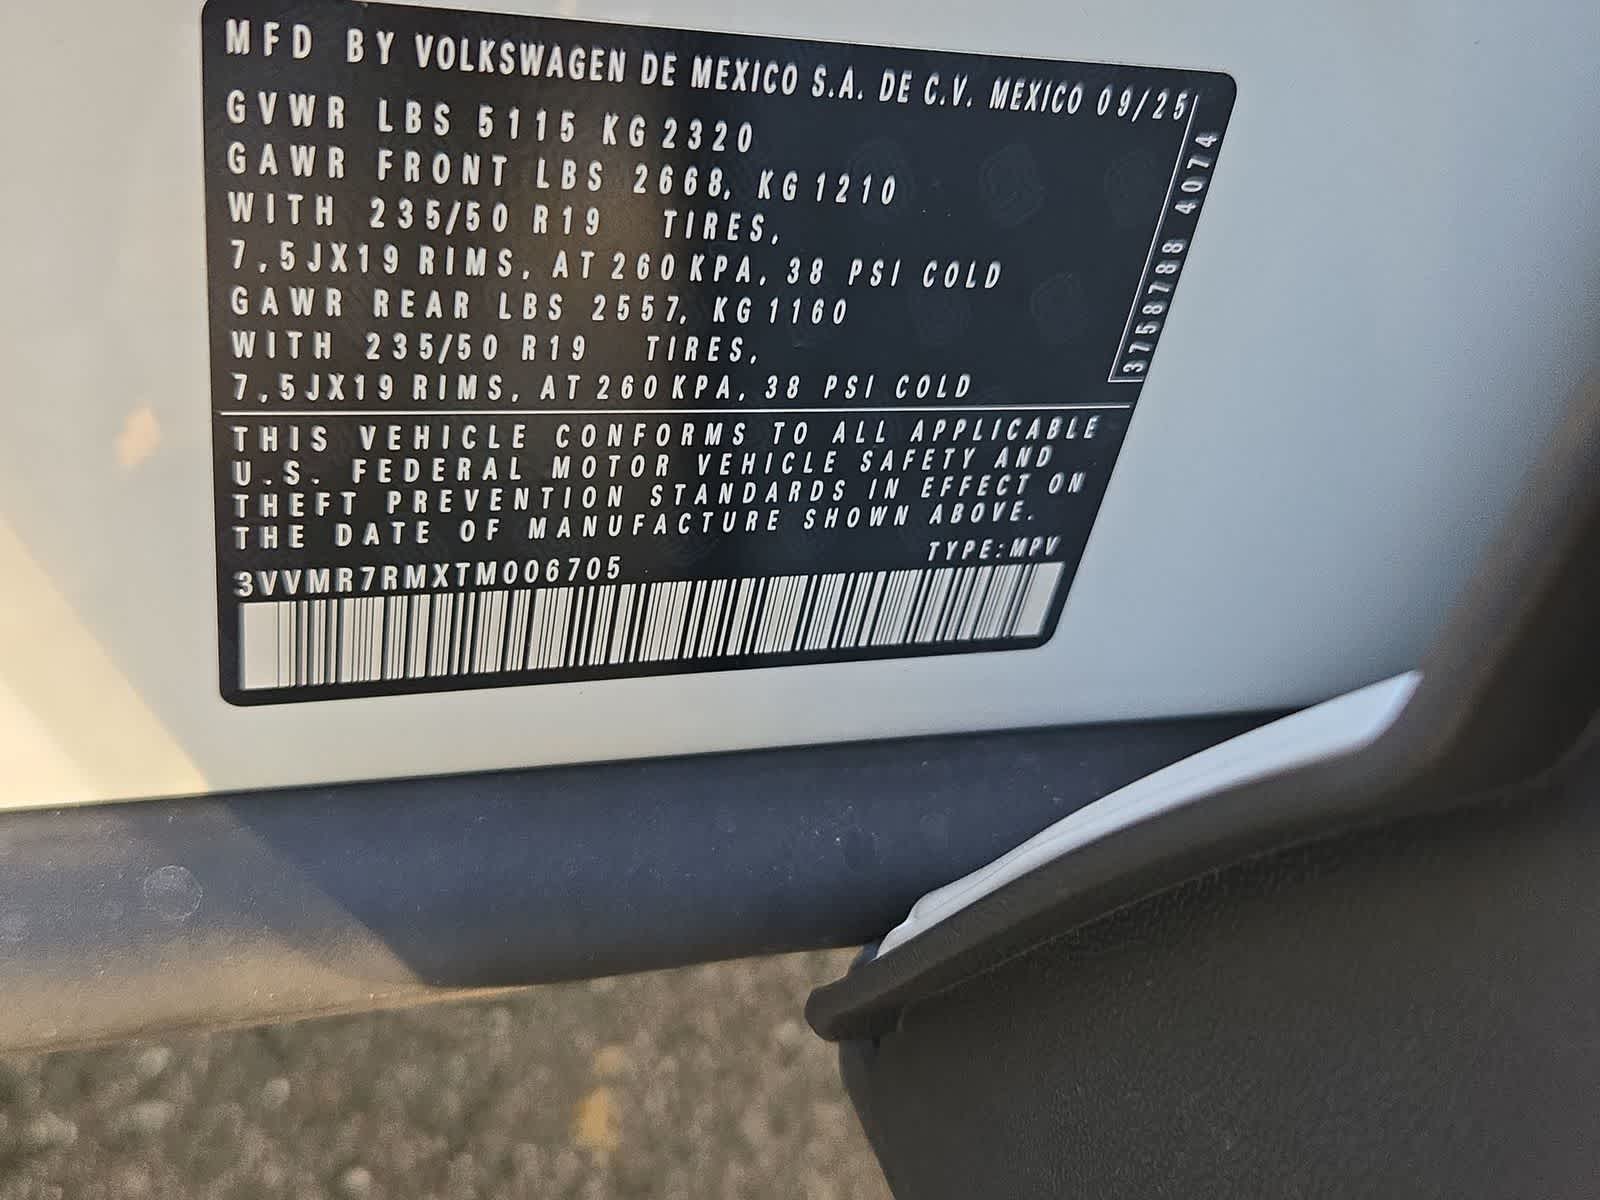 MFD BY VOLKSWAGEN DE MEXICO S.A. DE C.V. MEXICO 09/25
GVWR LBS 5115 KG 2320
GAWR FRONT LBS 2668, KG 1210
WITH 235/50 R19 TIRES,
7,5JX19 RIMS, AT 260 KPA, 38 PSI COLD
GAWR REAR LBS 2557, KG 1160
WITH 235/50 R19 TIRES,
7,5JX19 RIMS, AT 260 KPA, 38 PSI COLD
3758788 4074
THIS VEHICLE CONFORMS TO ALL APPLICABLE
U.S. FEDERAL MOTOR VEHICLE SAFETY AND
THEFT PREVENTION STANDARDS IN EFFECT ON
THE DATE OF MANUFACTURE SHOWN ABOVE.
3VVMR7RMXTM006705 TYPE:MPV